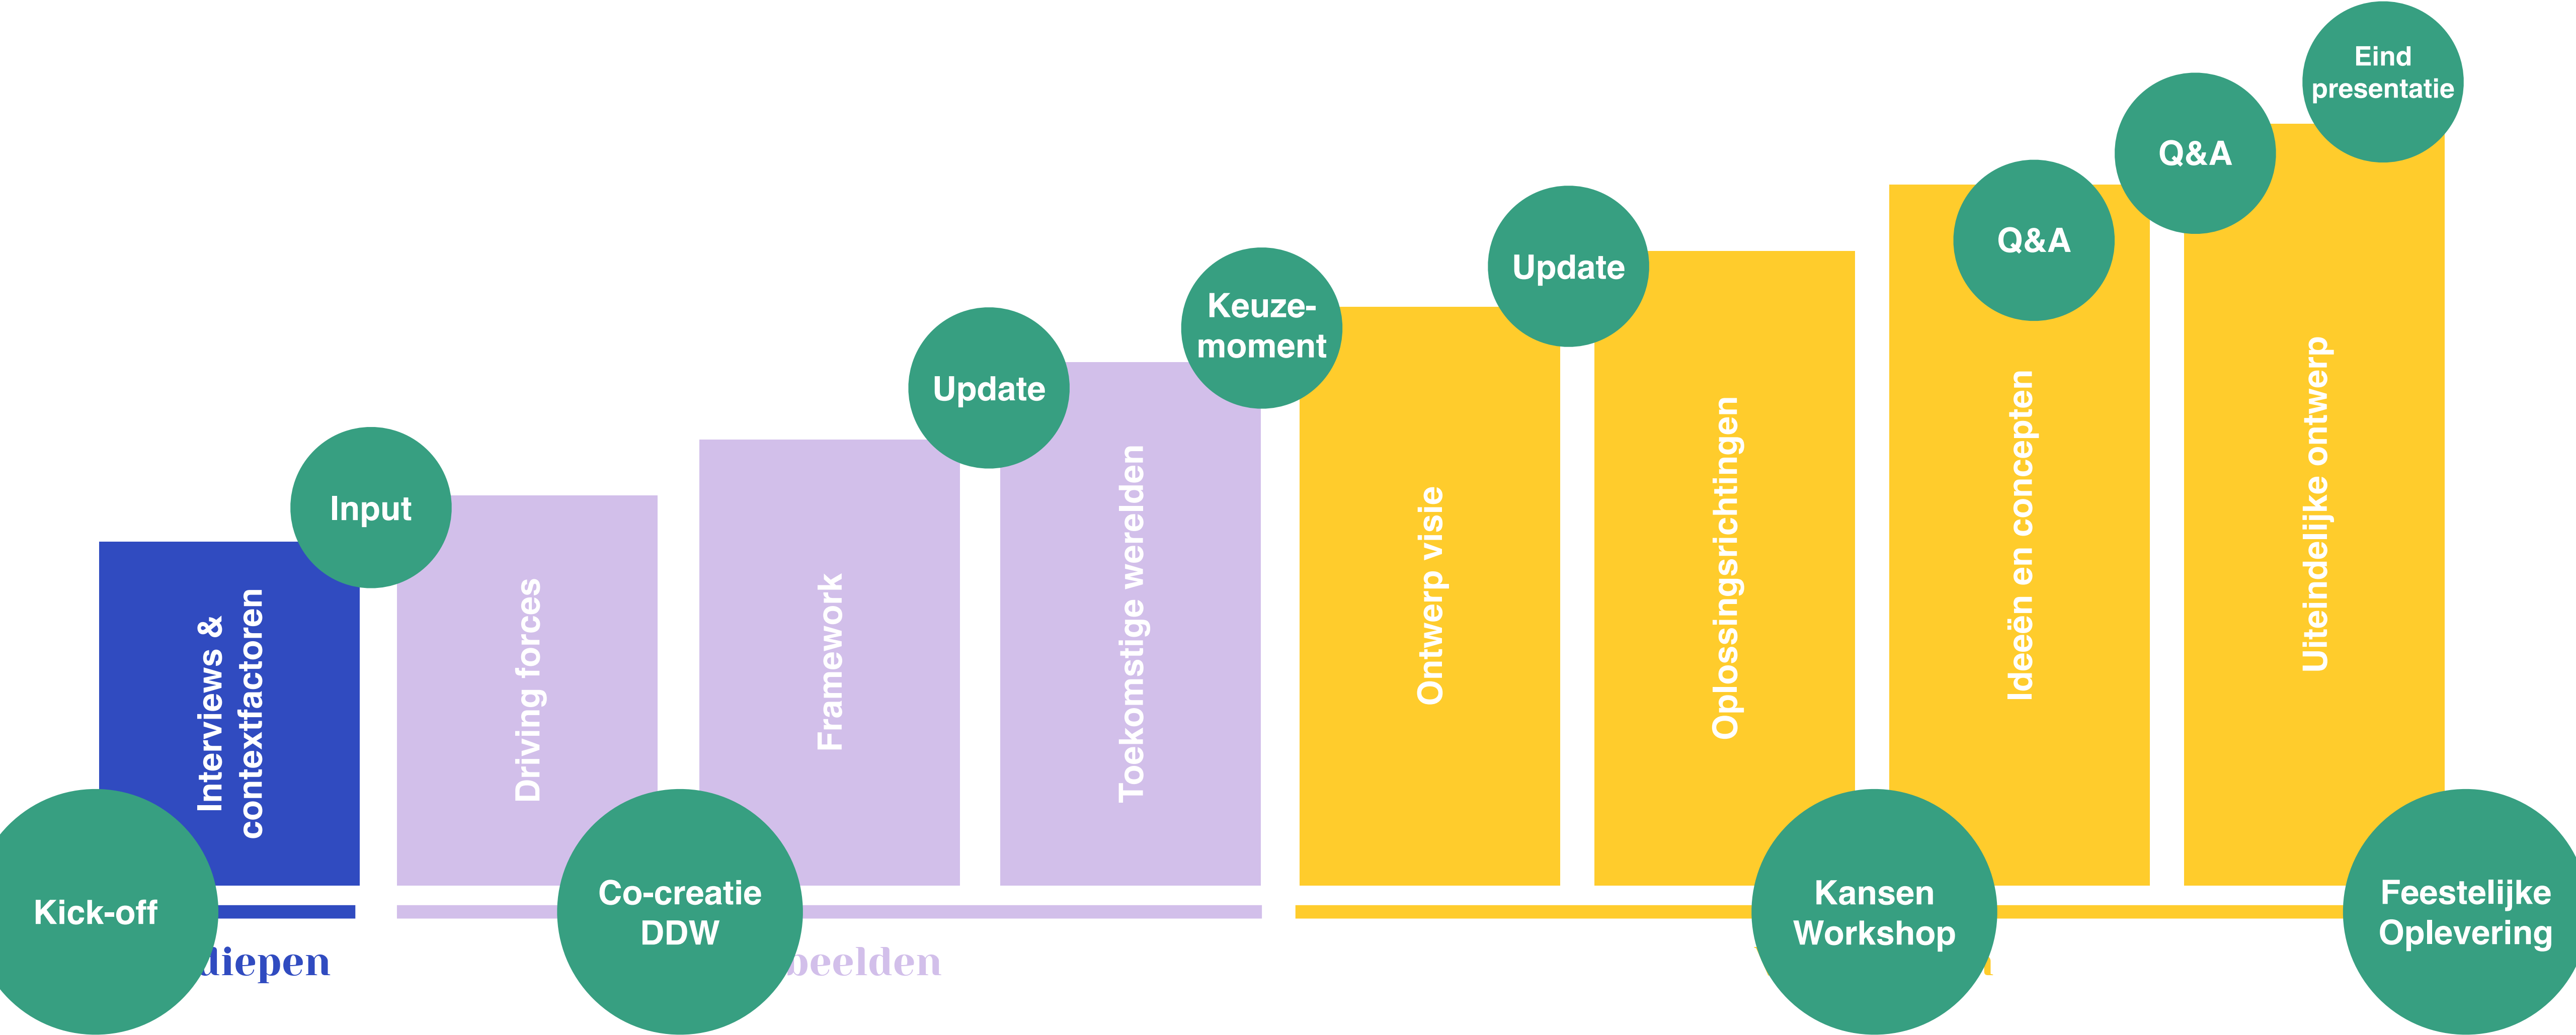 Eind
presentatie
Q&A
Q&A
Update
Keuze-
moment
Update
Input
Interviews &
contextfactoren
Driving forces
Framework
Toekomstige werelden
Ontwerp visie
Oplossingsrichtingen
Ideeën en concepten
Uiteindelijke ontwerp
Kick-off
Co-creatie
DDW
Kansen
Workshop
Feestelijke
Oplevering
diepen
beelden